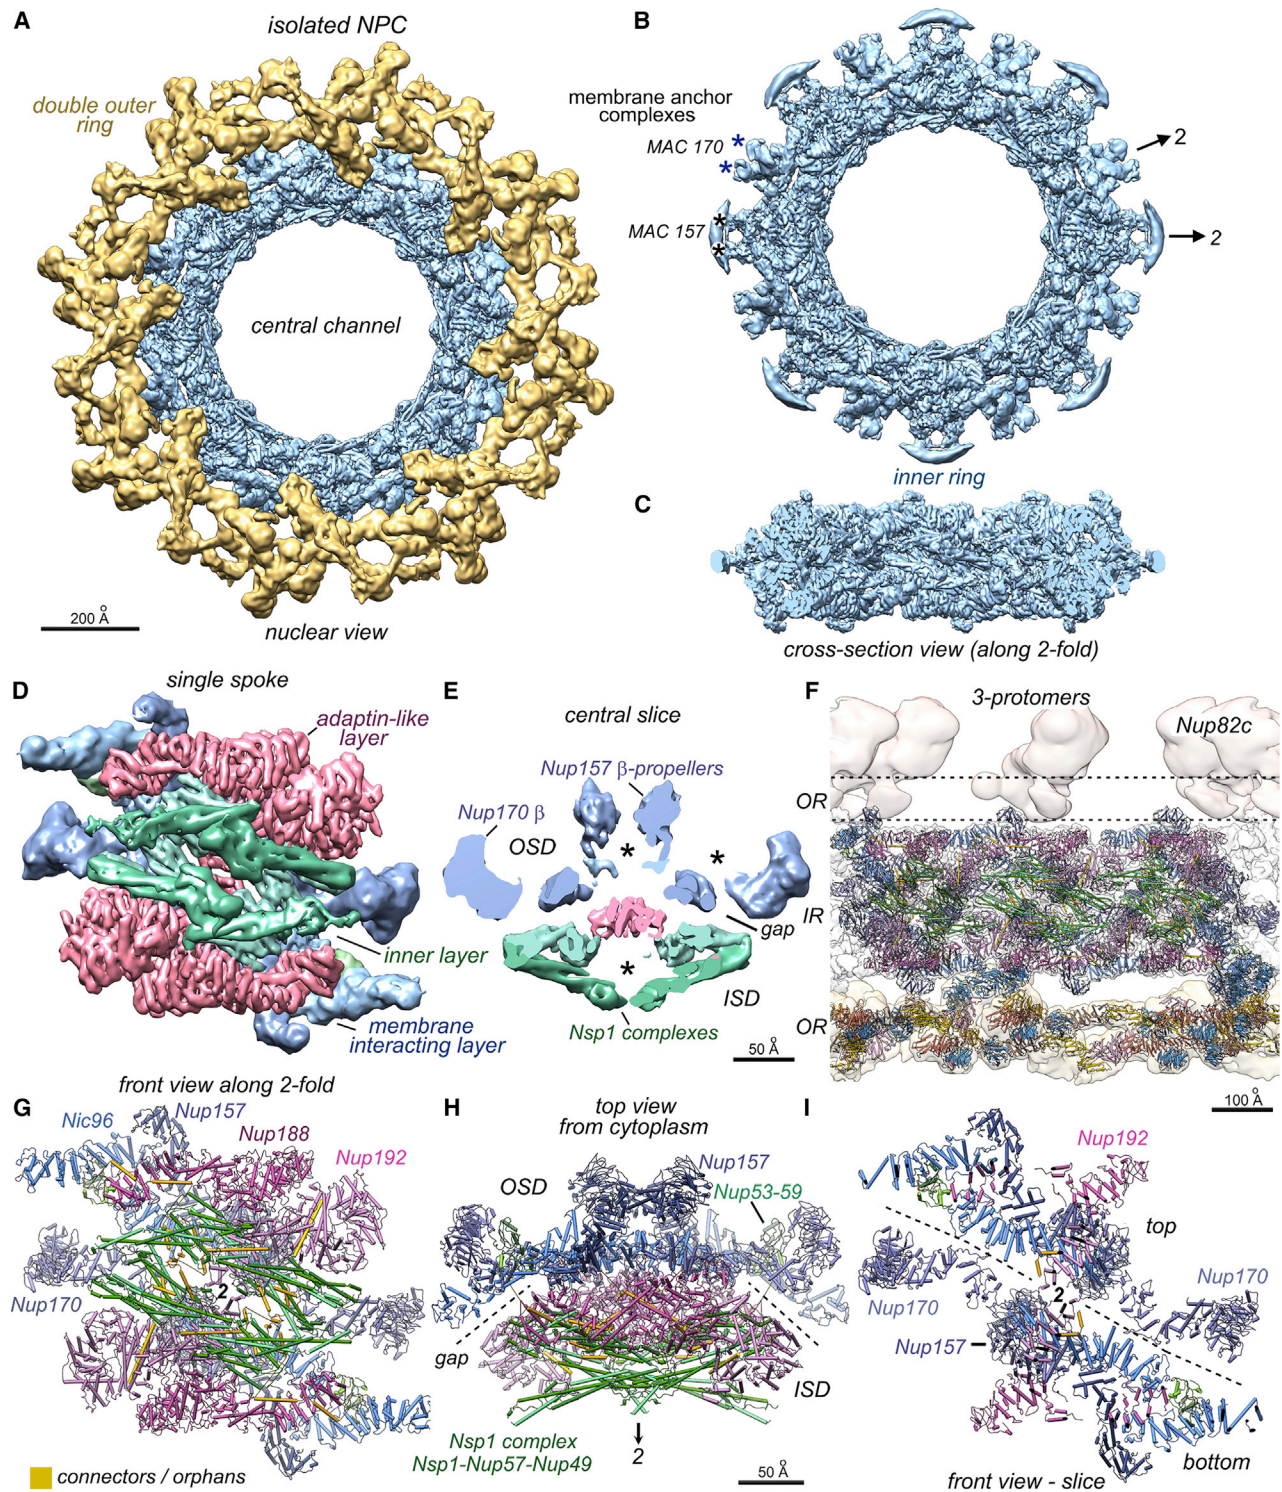 A
isolated NPC
double outer
ring
central channel
200 Å
nuclear view
B
membrane anchor
complexes
MAC 170
*
*
MAC 157
*
*
2
2
inner ring
C
cross-section view (along 2-fold)
D
single spoke
adaptin-like
layer
inner layer
membrane
interacting layer
E
central slice
Nup157 β-propellers
Nup170 β
OSD
*
*
gap
*
ISD
Nsp1 complexes
50 Å
F
3-protomers
Nup82c
OR
IR
OR
100 Å
G
front view along 2-fold
Nic96
Nup157
Nup188
Nup192
2
Nup170
connectors / orphans
H
top view
from cytoplasm
OSD
Nup157
Nup53-59
gap
ISD
Nsp1 complex
Nsp1-Nup57-Nup49
2
50 Å
I
Nup192
top
Nup170
2
Nup170
Nup157
bottom
front view - slice